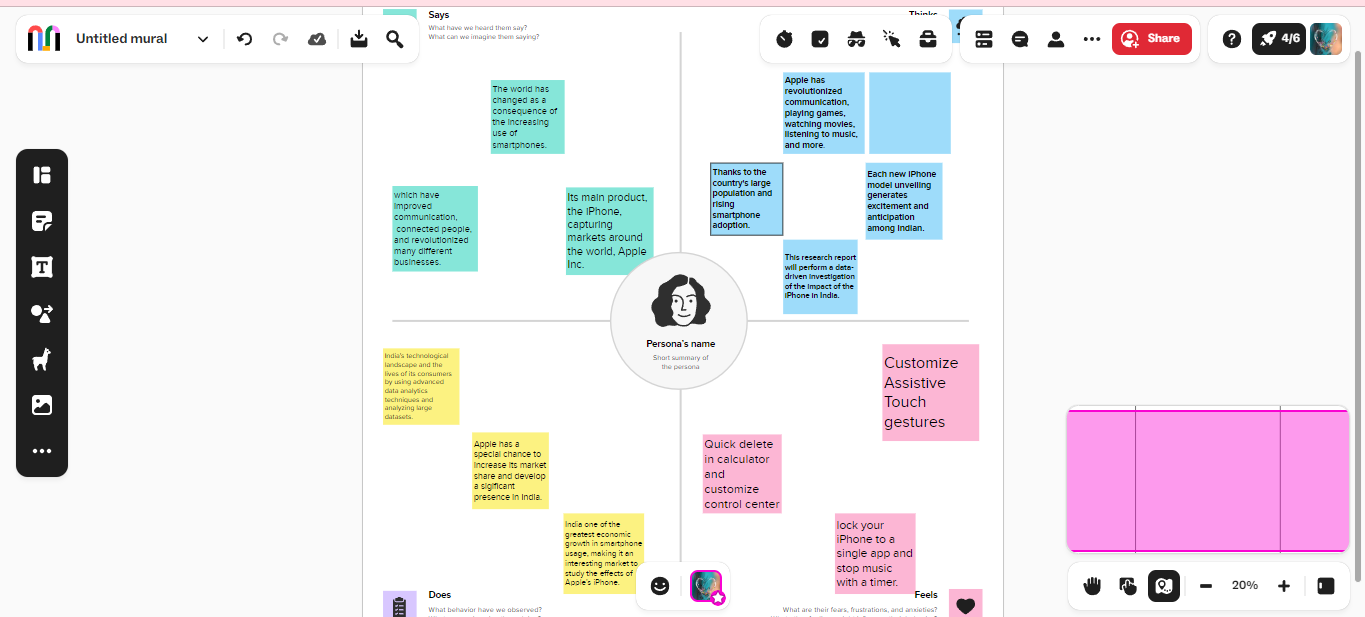 Says
What have we heard them say?
What can we imagine them saying?
Thinks
Untitled mural
Share
4/6
The world has
changed as a
consequence of
the increasing
use of
smartphones.
which have
improved
communication,
connected people,
and revolutionized
many different
businesses.
Its main product,
the iPhone,
capturing
markets around
the world, Apple
Inc.
Apple has
revolutionized
communication,
playing games,
watching movies,
listening to music,
and more.
Thanks to the
country's large
population and
rising
smartphone
adoption.
Each new iPhone
model unveiling
generates
excitement and
anticipation
among Indian.
This research report
will perform a data-
driven investigation
of the impact of the
iPhone in India.
Persona's name
Short summary of
the persona
India's technological
landscape and the
lives of its consumers
by using advanced
data analytics
techniques and
analyzing large
datasets.
Apple has a
special chance to
increase its market
share and develop
a sigificant
presence in India.
India one of the
greatest economic
growth in smartphone
usage, making it an
interesting market to
study the effects of
Apple's iPhone.
Customize
Assistive
Touch
gestures
Quick delete
in calculator
and
customize
control center
lock your
iPhone to a
single app and
stop music
with a timer.
Does
What behavior have we observed?
Feels
What are their fears, frustrations, and anxieties?
20%